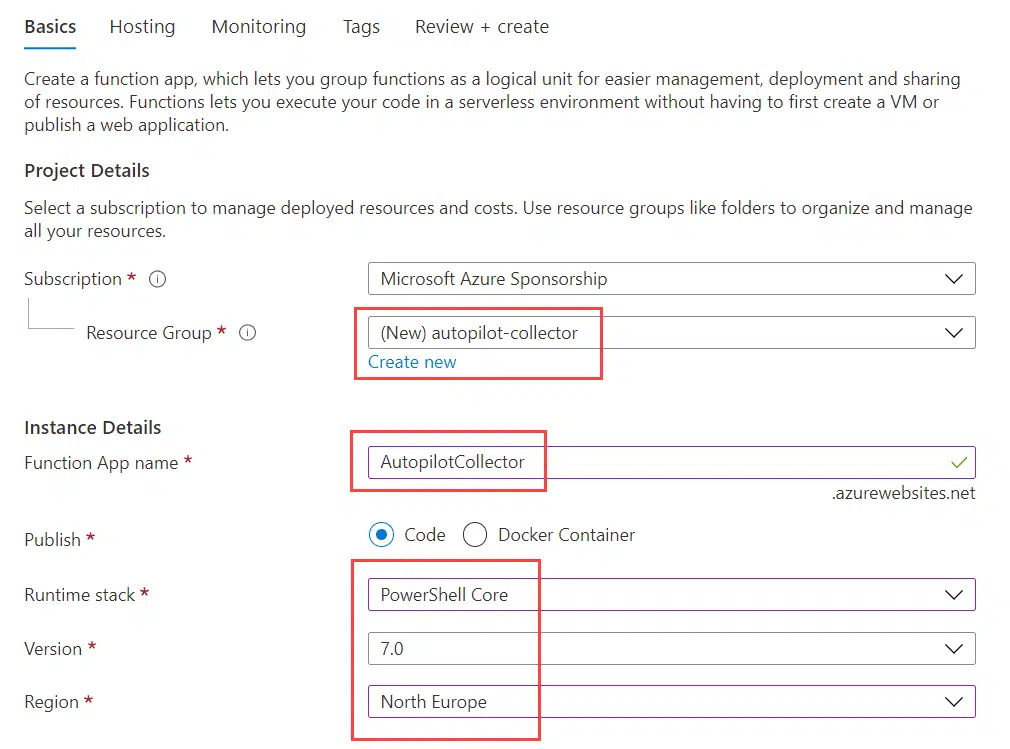 Basics Hosting Monitoring Tags Review + create
Create a function app, which lets you group functions as a logical unit for easier management, deployment and sharing
of resources. Functions lets you execute your code in a serverless environment without having to first create a VM or
publish a web application.
Project Details
Select a subscription to manage deployed resources and costs. Use resource groups like folders to organize and manage
all your resources.
Subscription * Microsoft Azure Sponsorship
Resource Group * (New) autopilot-collector
Create new
Instance Details
Function App name * AutopilotCollector
.azurewebsites.net
Publish * Code Docker Container
Runtime stack * PowerShell Core
Version * 7.0
Region * North Europe